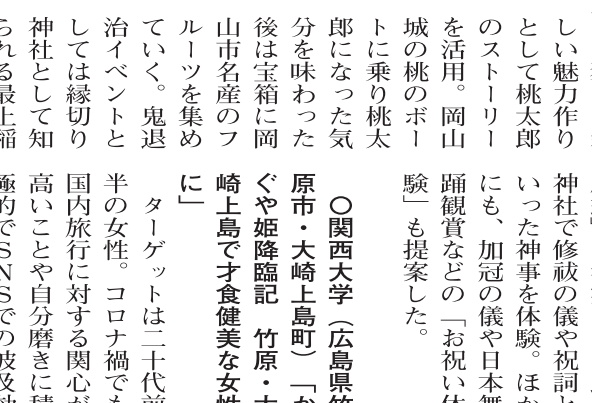 しい魅力作り
として桃太郎
のストーリー
を活用。岡山
城の桃のボー
トに乗り桃太
郎になった気
分を味わった
後は宝箱に岡
山市名産のフ
ルーツを集め
ていく。鬼退
治イベントと
しては縁切り
神社として知
られる最上稲
神社で修祓の儀や祝詞と
いった神事を体験。ほか
にも、加冠の儀や日本舞
踊観賞などの「お祝い体
験」も提案した。
〇関西大学（広島県竹
原市・大崎上島町）「か
ぐや姫降臨記　竹原・大
崎上島で才食健美な女性
に」
ターゲットは二十代前
半の女性。コロナ禍でも
国内旅行に対する関心が
高いことや自分磨きに積
極的でSNSでの波及効